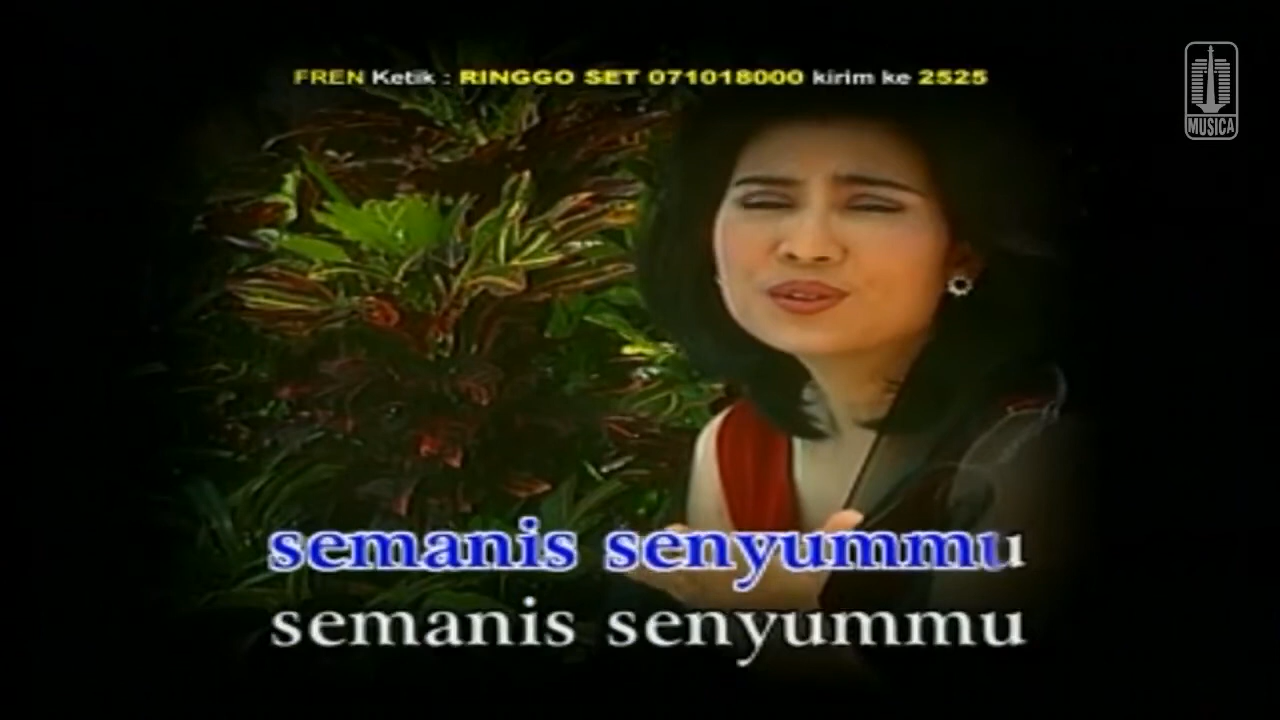 FREN Ketik : RINGGO SET 071018000 kirim ke 2525
MUSICA
semanis senyummu
semanis senyummu